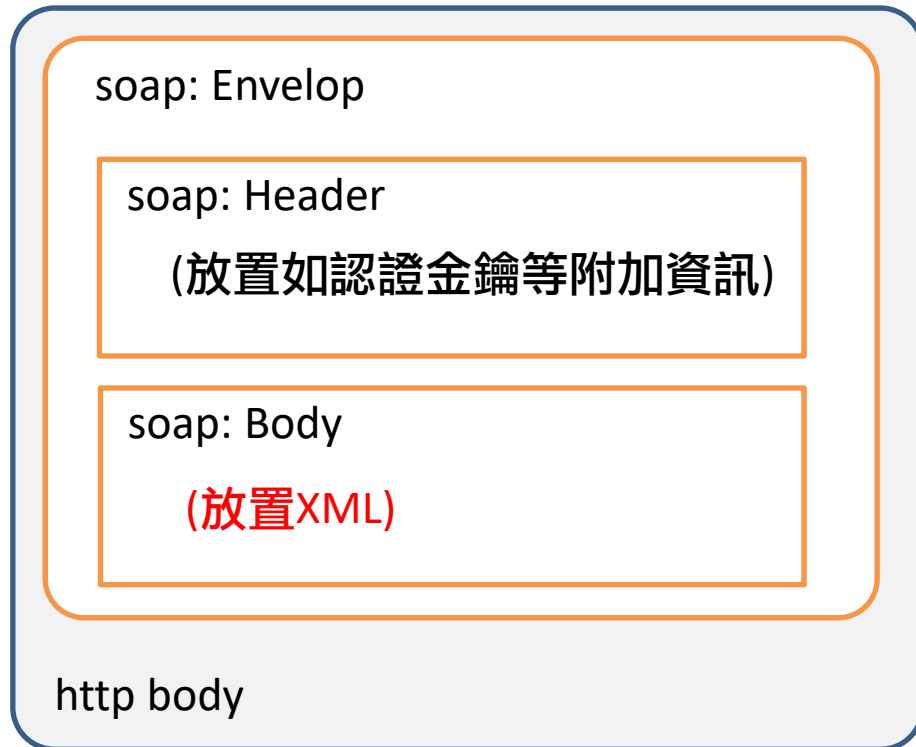 soap: Envelop
soap: Header
(放置如認證金鑰等附加資訊)
soap: Body
(放置XML)
http body